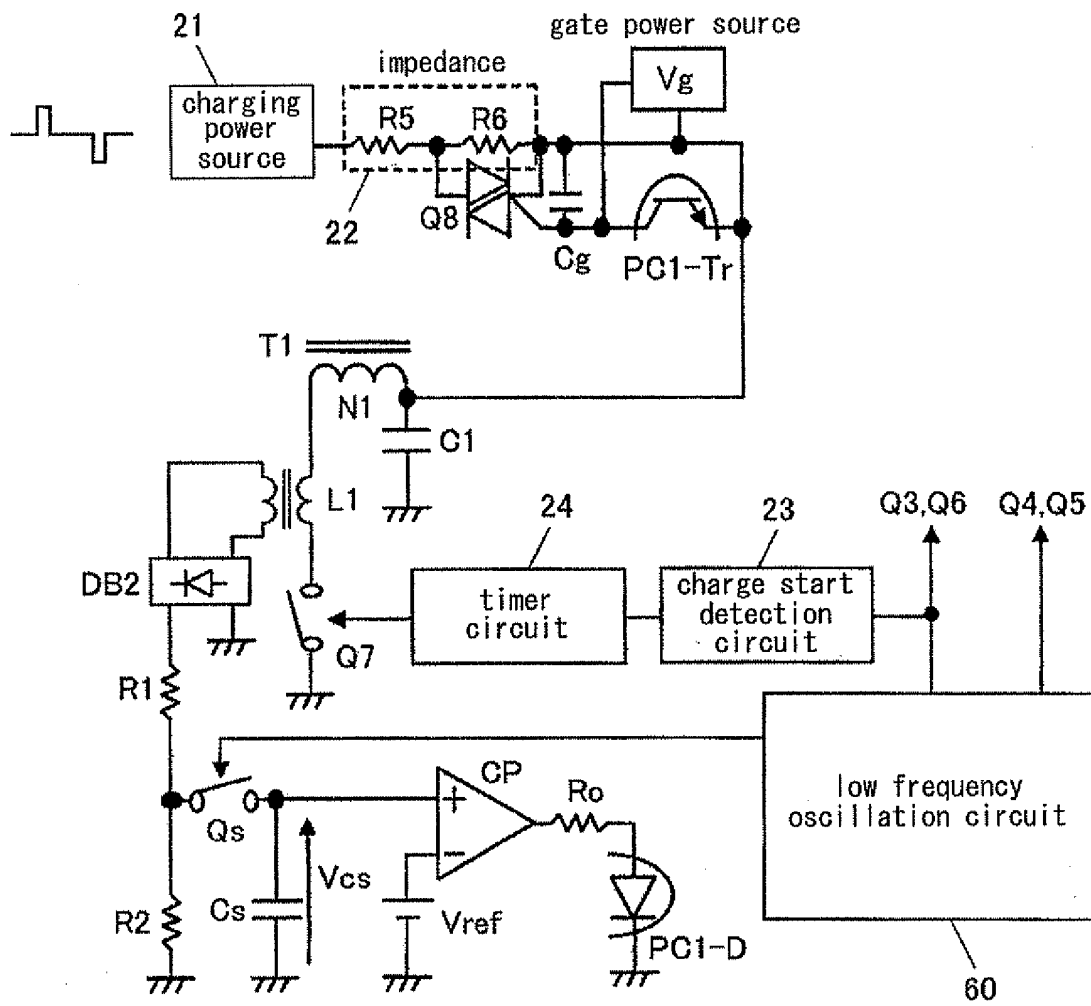 gate power source
21
impedance
Vg
charging
power
source
R5
R6
22
Q8
Cg
PC1-Tr
T1
N1
C1
L1
24
23
Q3,Q6
Q4,Q5
DB2
timer
circuit
charge start
detection
circuit
Q7
R1
CP
Ro
low frequency
oscillation circuit
Qs
Vcs
R2
Cs
Vref
PC1-D
60